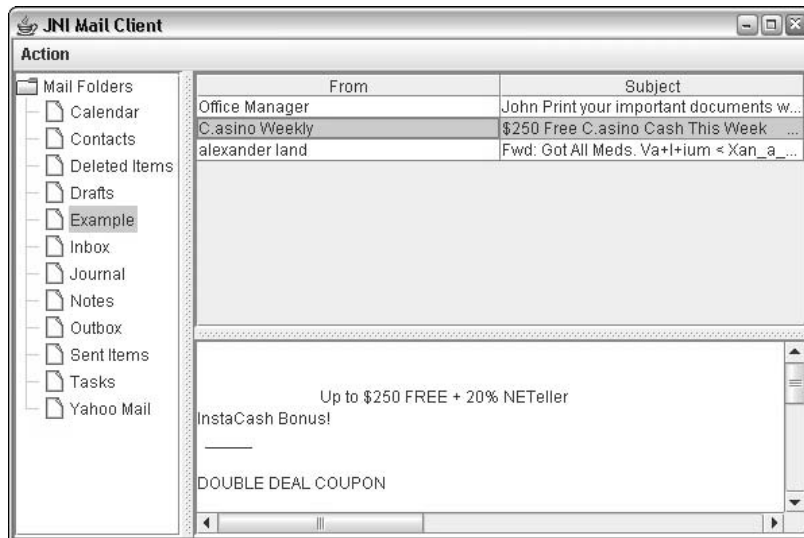 JNI Mail Client
Action
Mail Folders
Calendar
Contacts
Deleted Items
Drafts
Example
Inbox
Journal
Notes
Outbox
Sent Items
Tasks
Yahoo Mail
From Subject
Office Manager John Print your important documents w...
C.asino Weekly $250 Free C.asino Cash This Week ...
alexander land Fwd: Got All Meds. Va+l+ium < Xan_a_...
Up to $250 FREE + 20% NETeller
InstaCash Bonus!
DOUBLE DEAL COUPON